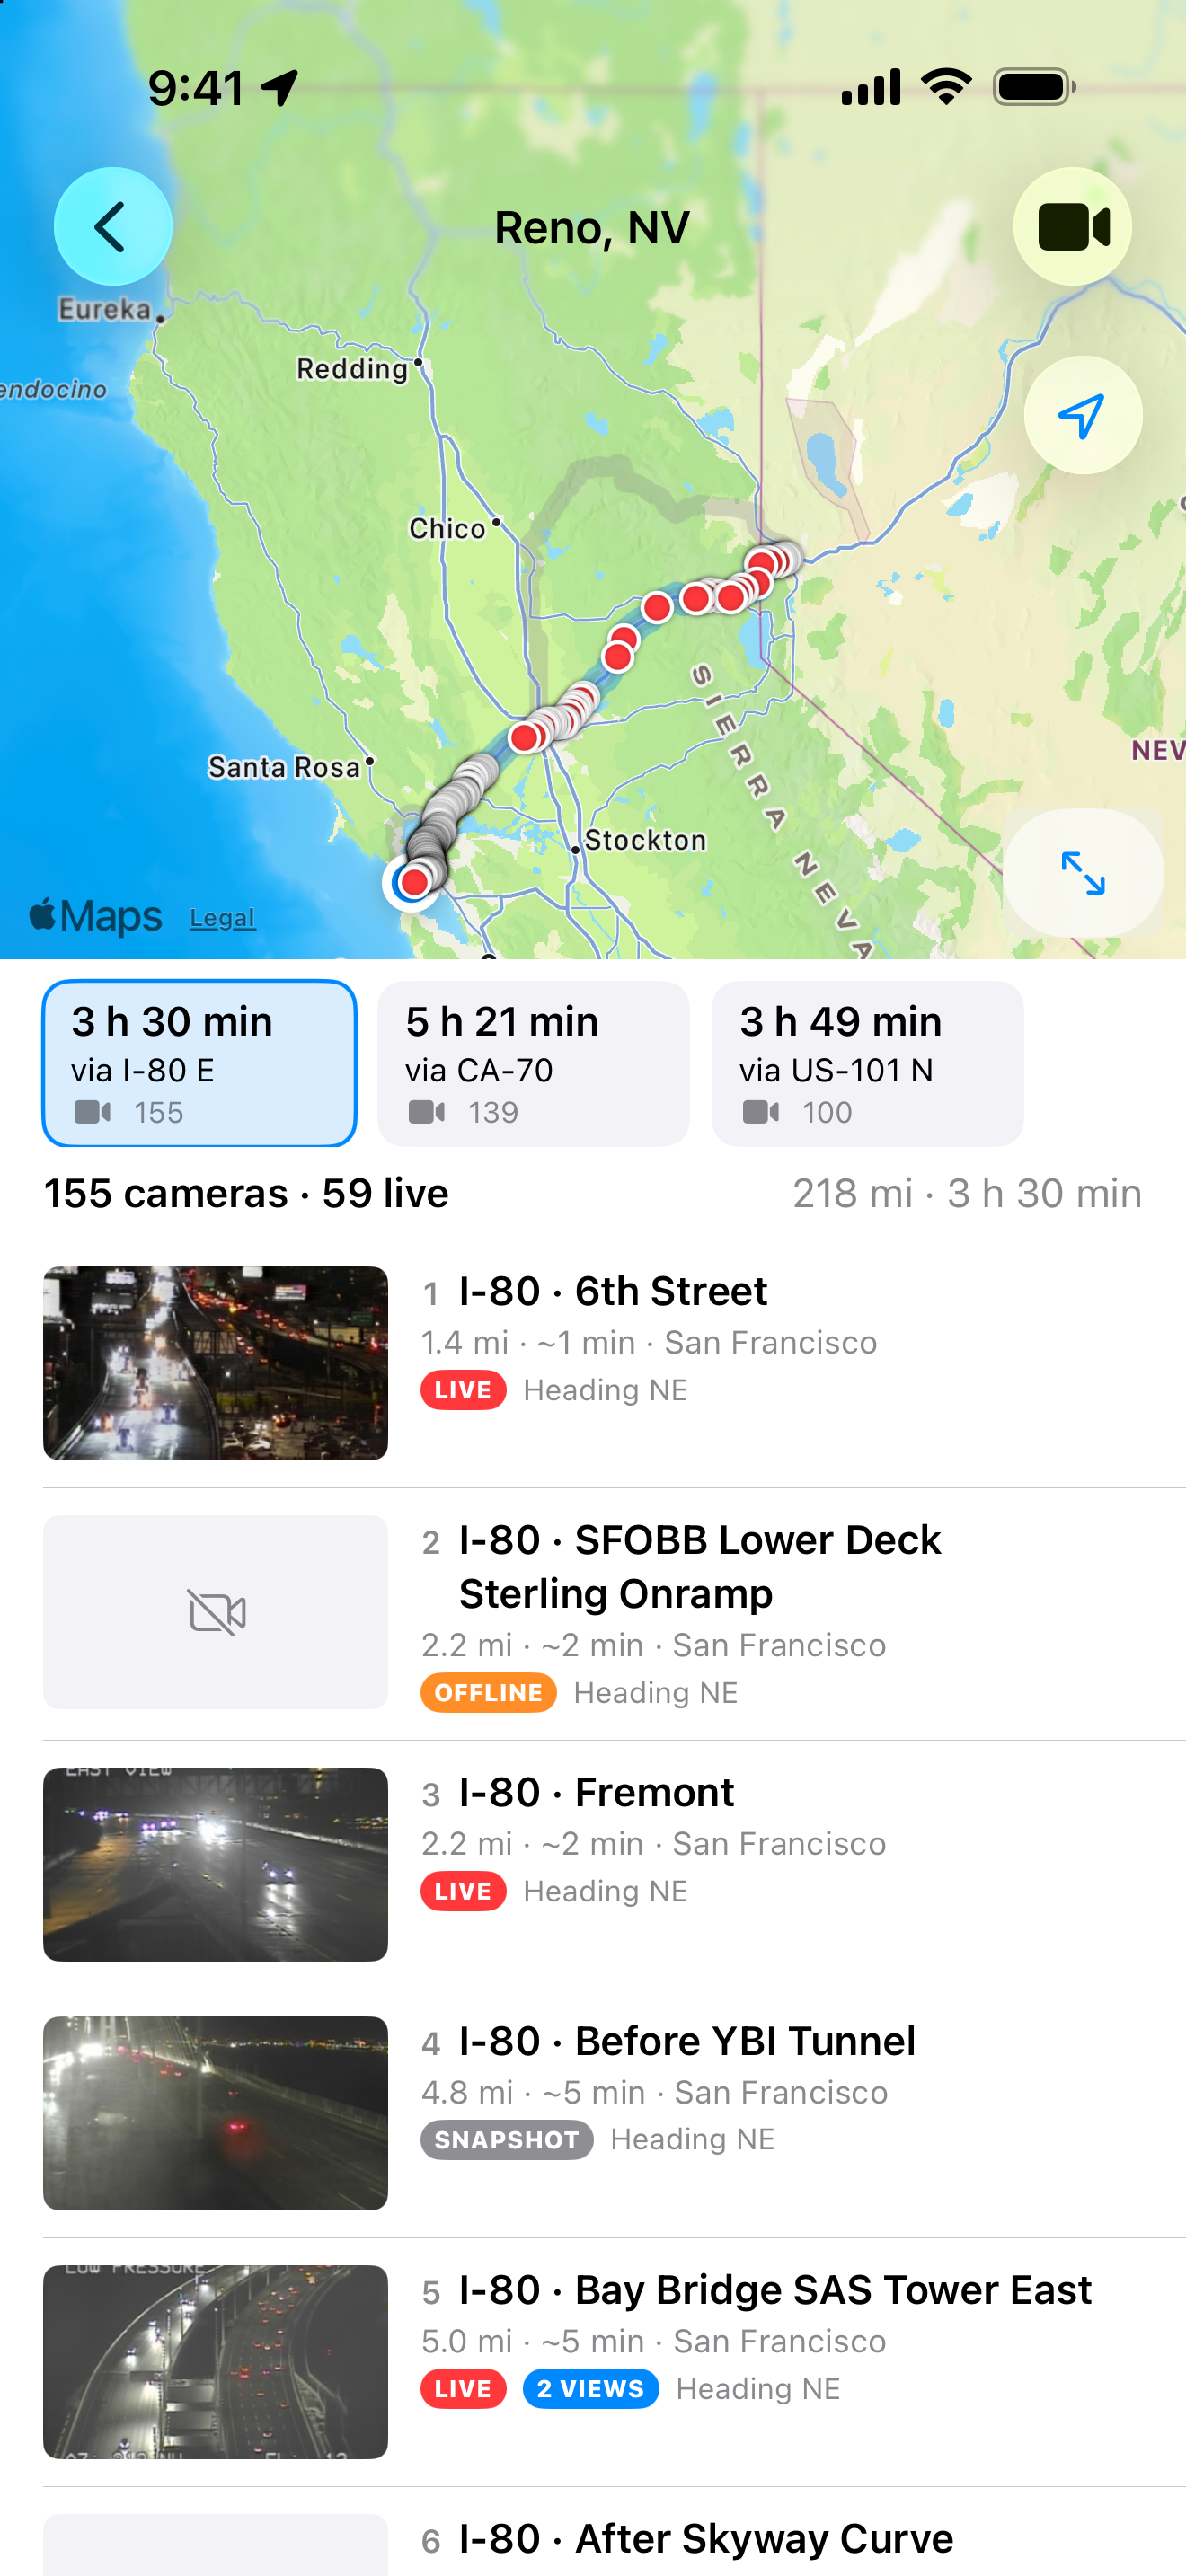 9:41
Reno, NV
Eureka
endocino
Redding
Chico
Santa Rosa
Stockton
SIERRA NEVA
NEV
Maps Legal
3 h 30 min
via I-80 E
155
5 h 21 min
via CA-70
139
3 h 49 min
via US-101 N
100
155 cameras · 59 live
218 mi · 3 h 30 min
1 I-80 · 6th Street
1.4 mi · ~1 min · San Francisco
LIVE Heading NE
2 I-80 · SFOBB Lower Deck
Sterling Onramp
2.2 mi · ~2 min · San Francisco
OFFLINE Heading NE
EAST VIEW
3 I-80 · Fremont
2.2 mi · ~2 min · San Francisco
LIVE Heading NE
4 I-80 · Before YBI Tunnel
4.8 mi · ~5 min · San Francisco
SNAPSHOT Heading NE
LOW PRESSURE
5 I-80 · Bay Bridge SAS Tower East
5.0 mi · ~5 min · San Francisco
LIVE 2 VIEWS Heading NE
6 I-80 · After Skyway Curve